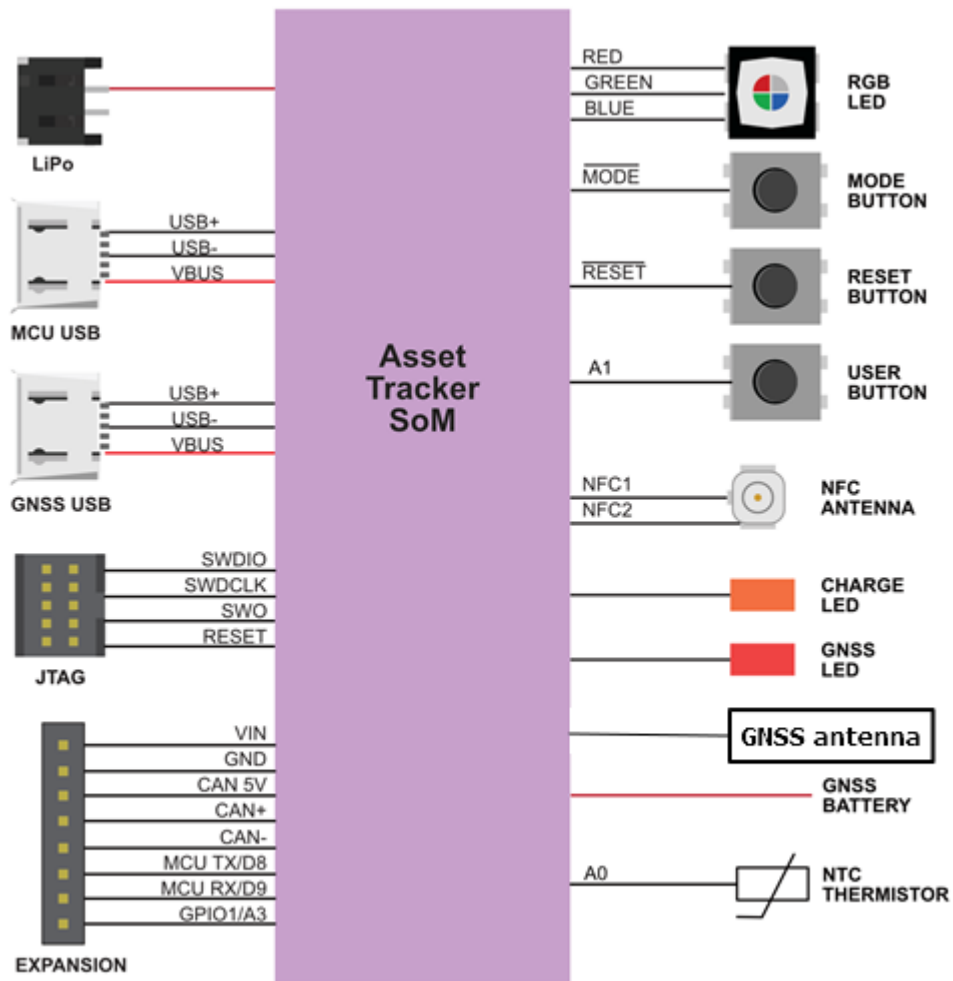 LiPo
USB+
USB-
VBUS
MCU USB
USB+
USB-
VBUS
GNSS USB
SWDIO
SWDCLK
SWO
RESET
JTAG
VIN
GND
CAN 5V
CAN+
CAN-
MCU TX/D8
MCU RX/D9
GPIO1/A3
EXPANSION
Asset
Tracker
SoM
RED
GREEN
BLUE
RGB
LED
MODE
MODE
BUTTON
RESET
RESET
BUTTON
A1
USER
BUTTON
NFC1
NFC2
NFC
ANTENNA
CHARGE
LED
GNSS
LED
GNSS antenna
GNSS
BATTERY
A0
NTC
THERMISTOR